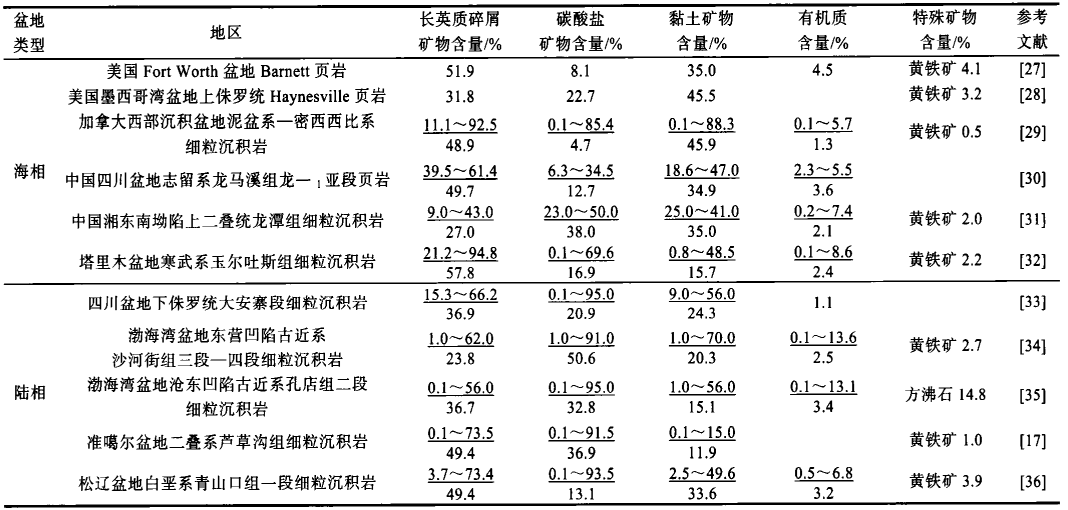 盆地类型 地区 长英质碎屑矿物含量/% 碳酸盐矿物含量/% 黏土矿物含量/% 有机质含量/% 特殊矿物含量/% 参考文献
海相
美国 Fort Worth 盆地 Barnett 页岩 51.9 8.1 35.0 4.5 黄铁矿 4.1 [27]
美国墨西哥湾盆地上侏罗统 Haynesville 页岩 31.8 22.7 45.5 黄铁矿 3.2 [28]
加拿大西部沉积盆地泥盆系—密西西比系 11.1～92.5 0.1～85.4 0.1～88.3 0.1～5.7 黄铁矿 0.5 [29]
细粒沉积岩 48.9 4.7 45.9 1.3
中国四川盆地志留系龙马溪组龙一1亚段页岩 39.5～61.4 6.3～34.5 18.6～47.0 2.3～5.5 [30]
49.7 12.7 34.9 3.6
中国湘东南坳陷上二叠统龙潭组细粒沉积岩 9.0～43.0 23.0～50.0 25.0～41.0 0.2～7.4 黄铁矿 2.0 [31]
27.0 38.0 35.0 2.1
塔里木盆地寒武系玉尔吐斯组细粒沉积岩 21.2～94.8 0.1～69.6 0.8～48.5 0.1～8.6 黄铁矿 2.2 [32]
57.8 16.9 15.7 2.4
陆相
四川盆地下侏罗统大安寨段细粒沉积岩 15.3～66.2 0.1～95.0 9.0～56.0 1.1 [33]
36.9 20.9 24.3
渤海湾盆地东营凹陷古近系 1.0～62.0 1.0～91.0 1.0～70.0 0.1～13.6 黄铁矿 2.7 [34]
沙河街组三段—四段细粒沉积岩 23.8 50.6 20.3 2.5
渤海湾盆地沧东凹陷古近系孔店组二段 0.1～56.0 0.1～95.0 1.0～56.0 0.1～13.1 方沸石 14.8 [35]
细粒沉积岩 36.7 32.8 15.1 3.4
准噶尔盆地二叠系芦草沟组细粒沉积岩 0.1～73.5 0.1～91.5 0.1～15.0 黄铁矿 1.0 [17]
49.4 36.9 11.9
松辽盆地白垩系青山口组一段细粒沉积岩 3.7～73.4 0.1～93.5 2.5～49.6 0.5～6.8 黄铁矿 3.9 [36]
49.4 13.1 33.6 3.2